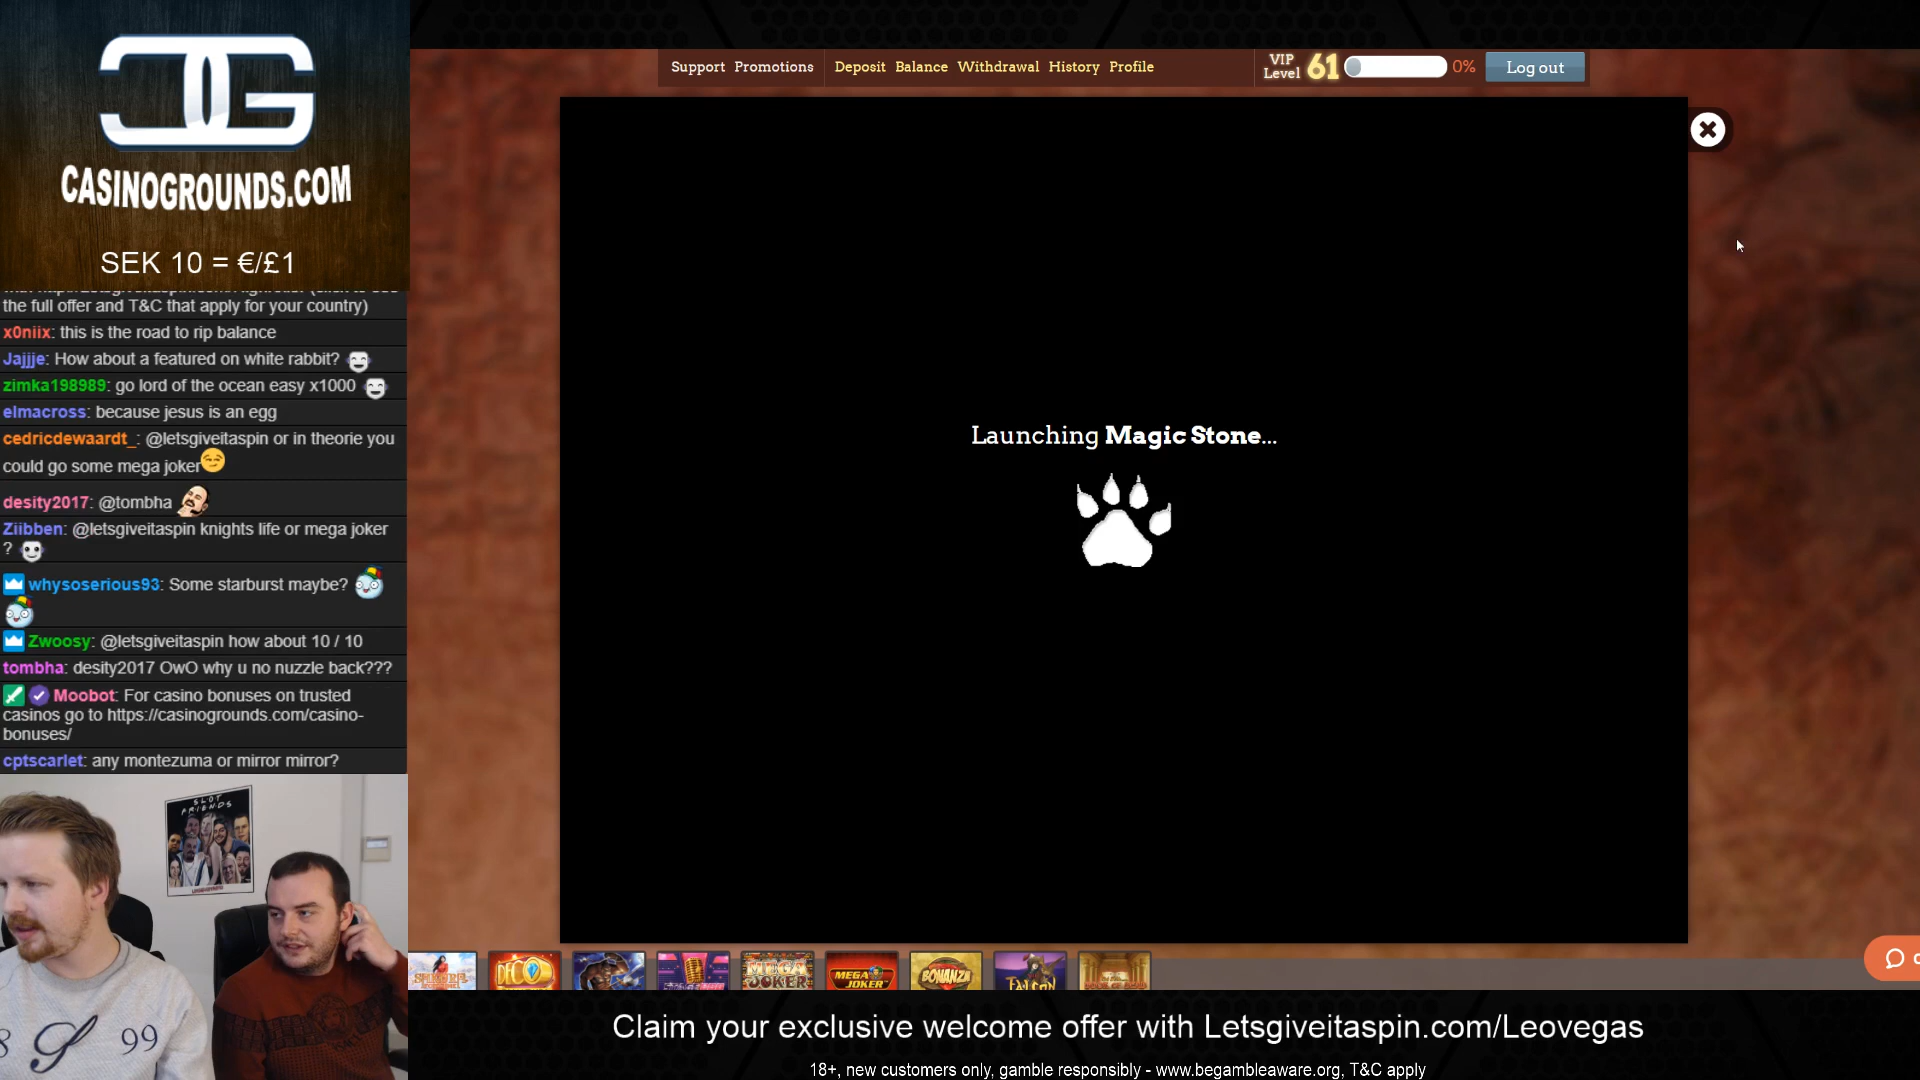 CASINOGROUNDS.COM
SEK 10 = €/£1
the full offer and T&C that apply for your country)
x0niix: this is the road to rip balance
Jajjje: How about a featured on white rabbit?
zimka198989: go lord of the ocean easy x1000
elmacross: because jesus is an egg
cedricdewaardt_: @letsgiveitaspin or in theorie you
could go some mega joker
desity2017: @tombha
Ziibben: @letsgiveitaspin knights life or mega joker
?
whysoserious93: Some starburst maybe?
Zwoosy: @letsgiveitaspin how about 10 / 10
tombha: desity2017 OwO why u no nuzzle back???
Moobot: For casino bonuses on trusted
casinos go to https://casinogrounds.com/casino-
bonuses/
cptscarlet: any montezuma or mirror mirror?
SLOT
FRIENDS
99
Support Promotions Deposit Balance Withdrawal History Profile
VIP
Level 61 0% Log out
Launching Magic Stone...
DECO
MEGA
JOKER
MEGA
JOKER
BONANZA
Claim your exclusive welcome offer with Letsgiveitaspin.com/Leovegas
18+, new customers only, gamble responsibly - www.begambleaware.org, T&C apply